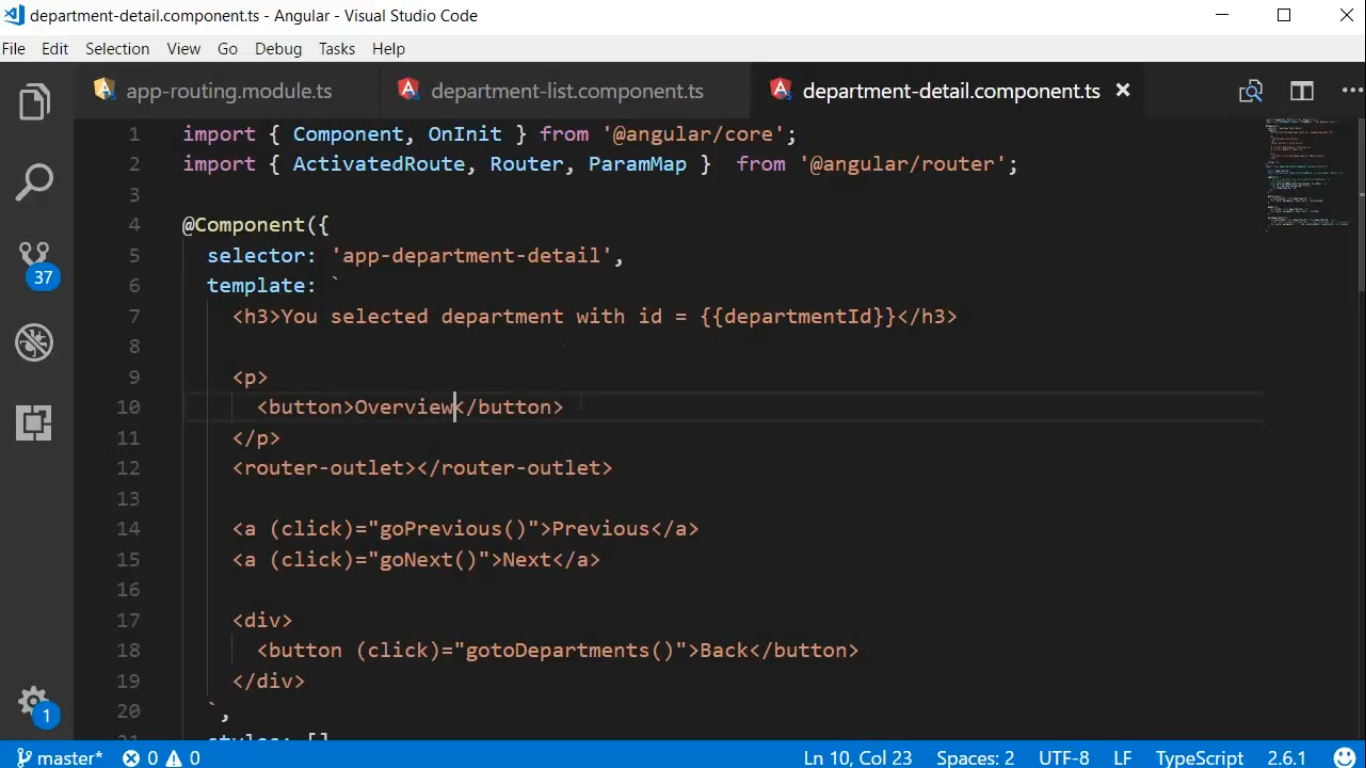 department-detail.component.ts - Angular - Visual Studio Code
File Edit Selection View Go Debug Tasks Help
app-routing.module.ts department-list.component.ts department-detail.component.ts
1 import { Component, OnInit } from '@angular/core';
2 import { ActivatedRoute, Router, ParamMap }  from '@angular/router';
3
4 @Component({
5   selector: 'app-department-detail',
6   template: `
7     <h3>You selected department with id = {{departmentId}}</h3>
8
9     <p>
10       <button>Overview</button>
11     </p>
12     <router-outlet></router-outlet>
13
14     <a (click)="goPrevious()">Previous</a>
15     <a (click)="goNext()">Next</a>
16
17     <div>
18       <button (click)="gotoDepartments()">Back</button>
19     </div>
20   `,
21   styles: []
37
1
master* 0 0 Ln 10, Col 23 Spaces: 2 UTF-8 LF TypeScript 2.6.1